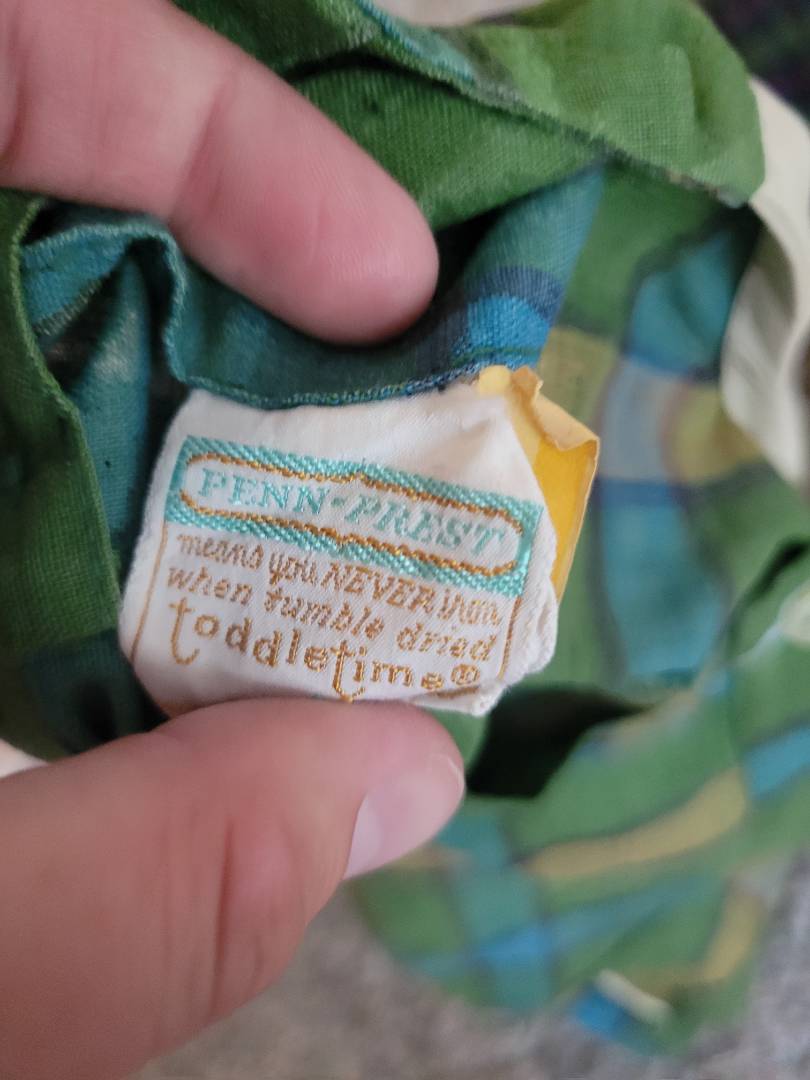 PENN-PREST
means you NEVER iron
when tumble dried
toddletime®